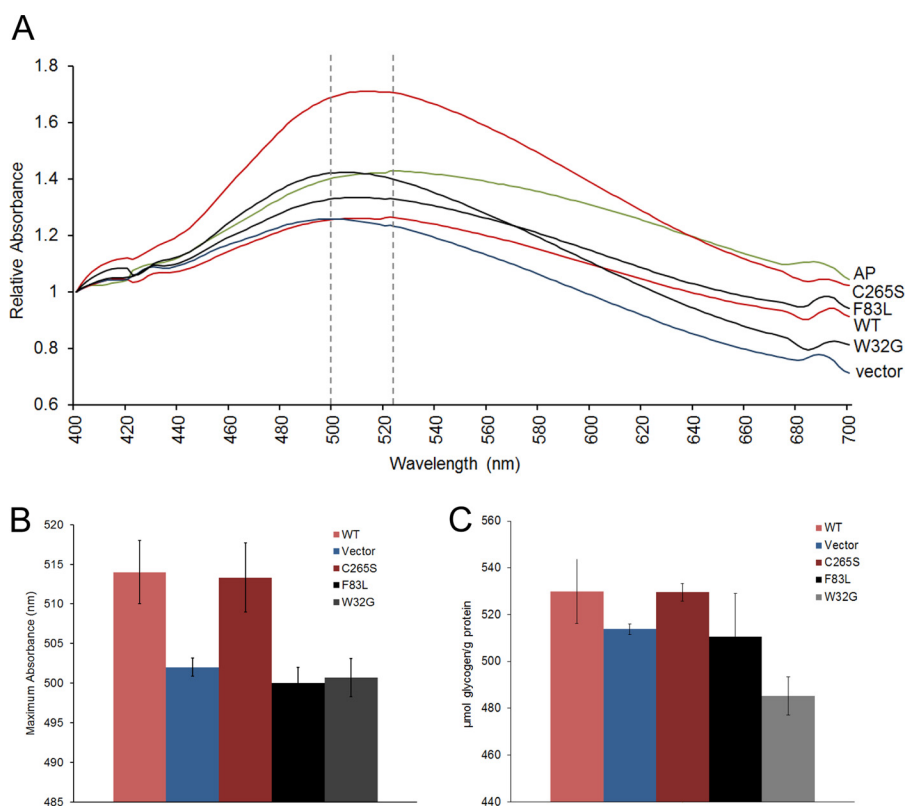 A
Relative Absorbance
1.8
1.6
1.4
1.2
1
0.8
0.6
AP
C265S
F83L
WT
W32G
vector
400 420 440 460 480 500 520 540 560 580 600 620 640 660 680 700
Wavelength (nm)
B
Maximum Absorbance (nm)
520
515
510
505
500
495
490
485
WT
Vector
C265S
F83L
W32G
C
µmol glycogen/g protein
560
540
520
500
480
460
440
WT
Vector
C265S
F83L
W32G